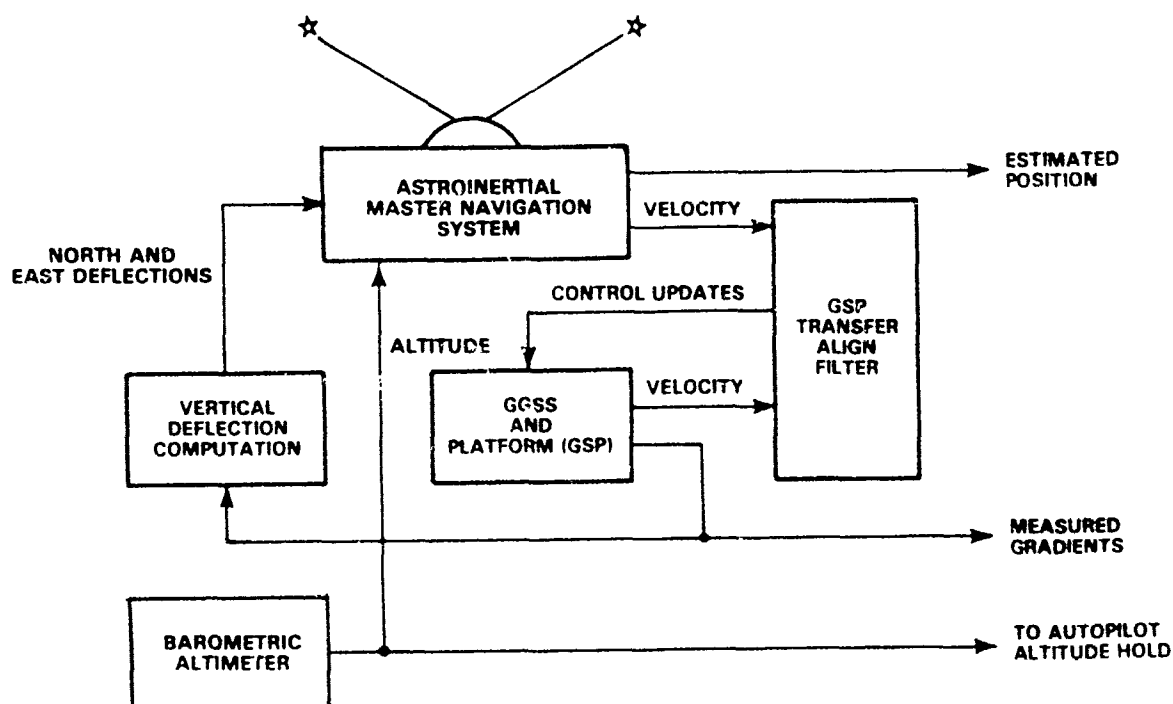 ESTIMATED
POSITION
ASTROINERTIAL
MASTER NAVIGATION
SYSTEM
VELOCITY
NORTH AND
EAST DEFLECTIONS
CONTROL UPDATES
GSP
TRANSFER
ALIGN
FILTER
ALTITUDE
VERTICAL
DEFLECTION
COMPUTATION
GGSS
AND
PLATFORM (GSP)
VELOCITY
MEASURED
GRADIENTS
BAROMETRIC
ALTIMETER
TO AUTOPILOT
ALTITUDE HOLD